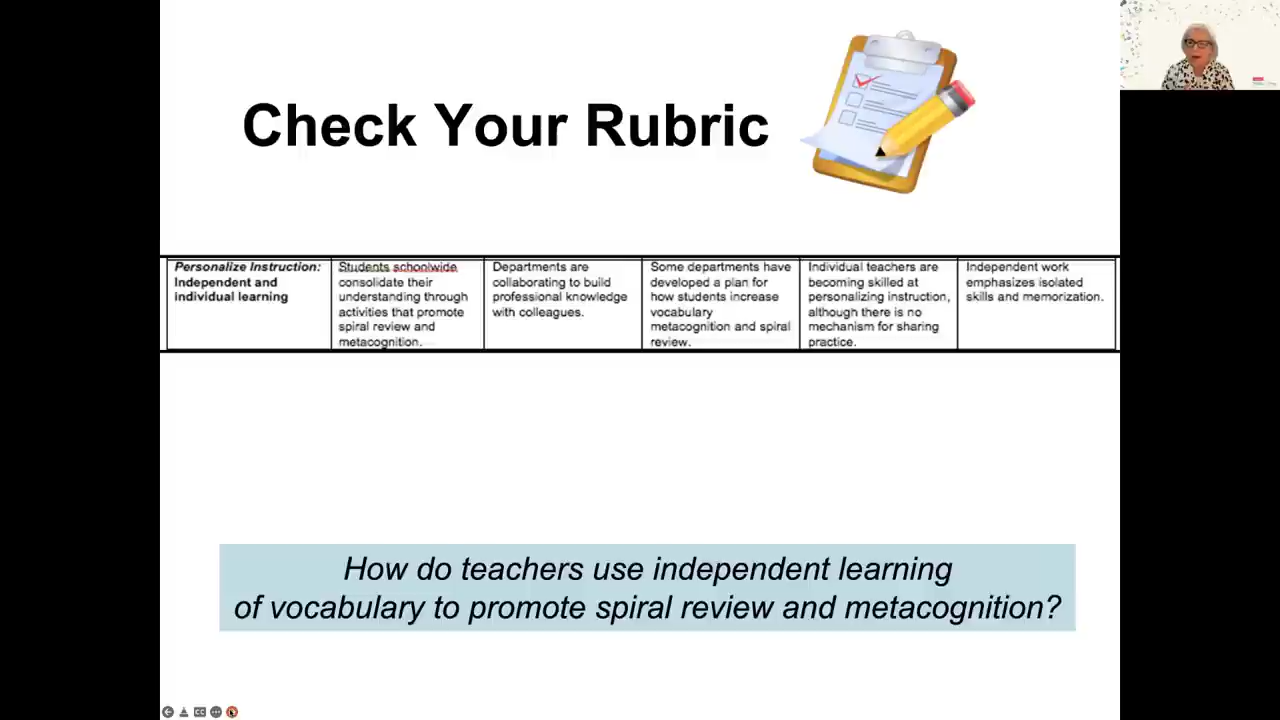 Check Your Rubric
Personalize Instruction:
Independent and
individual learning
Students schoolwide
consolidate their
understanding through
activities that promote
spiral review and
metacognition.
Departments are
collaborating to build
professional knowledge
with colleagues.
Some departments have
developed a plan for
how students increase
vocabulary
metacognition and spiral
review.
Individual teachers are
becoming skilled at
personalizing instruction,
although there is no
mechanism for sharing
practice.
Independent work
emphasizes isolated
skills and memorization.
How do teachers use independent learning
of vocabulary to promote spiral review and metacognition?
CC